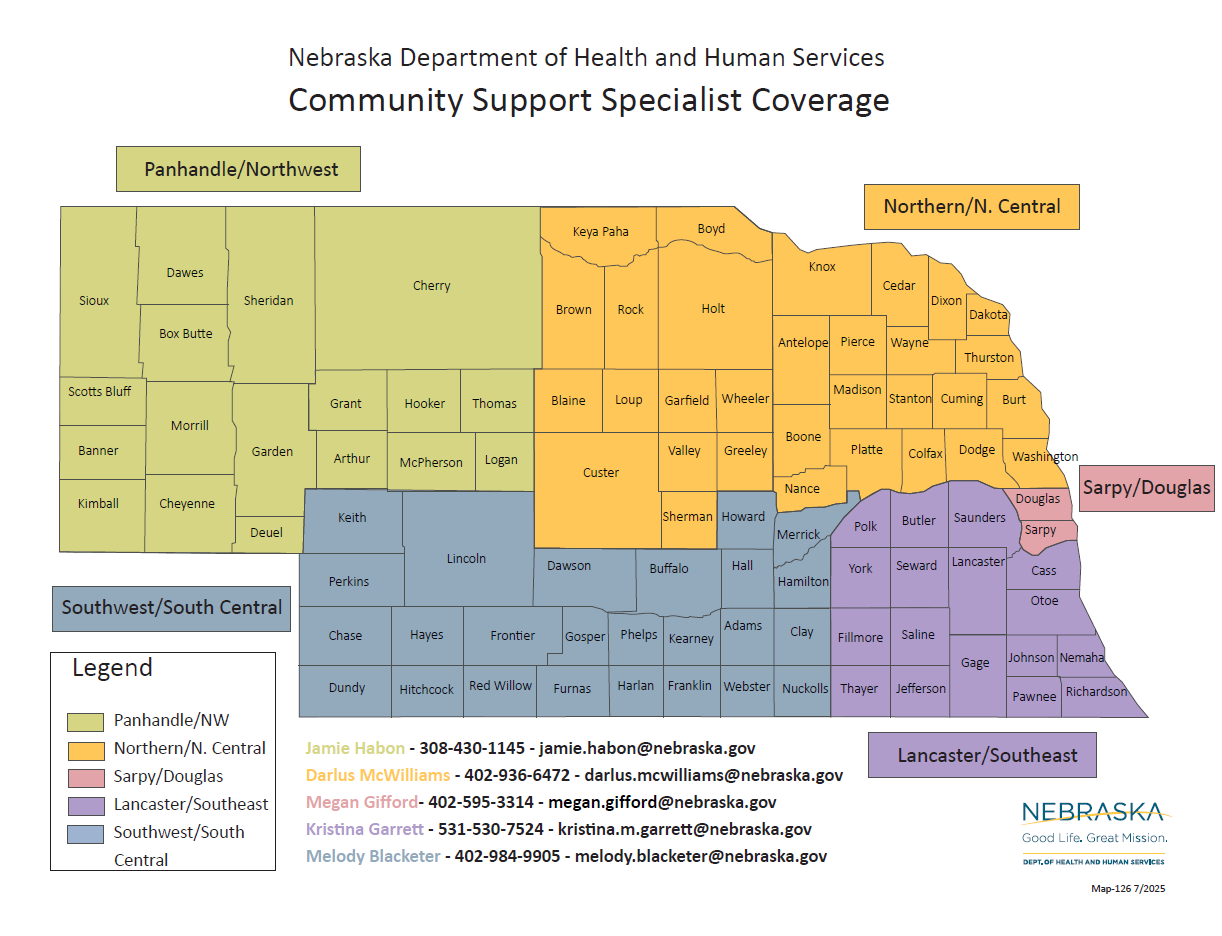 Nebraska Department of Health and Human Services
Community Support Specialist Coverage
Panhandle/Northwest
Northern/N. Central
Keya Paha
Boyd
Knox
Dawes
Sioux
Sheridan
Cherry
Cedar
Dixon
Brown
Rock
Holt
Dakota
Box Butte
Antelope
Pierce
Wayne
Thurston
Scotts Bluff
Grant
Hooker
Thomas
Blaine
Loup
Garfield
Wheeler
Madison
Stanton
Cuming
Burt
Morrill
Banner
Garden
Arthur
McPherson
Logan
Custer
Valley
Greeley
Boone
Platte
Colfax
Dodge
Washington
Kimball
Cheyenne
Nance
Sarpy/Douglas
Douglas
Keith
Sherman
Howard
Deuel
Merrick
Polk
Butler
Saunders
Sarpy
Lincoln
Dawson
Buffalo
Hall
Perkins
Hamilton
York
Seward
Lancaster
Cass
Southwest/South Central
Otoe
Chase
Hayes
Frontier
Gosper
Phelps
Kearney
Adams
Clay
Fillmore
Saline
Gage
Johnson
Nemaha
Dundy
Hitchcock
Red Willow
Furnas
Harlan
Franklin
Webster
Nuckolls
Thayer
Jefferson
Pawnee
Richardson
Legend
Panhandle/NW
Northern/N. Central
Sarpy/Douglas
Lancaster/Southeast
Southwest/South
Central
Jamie Habon - 308-430-1145 - jamie.habon@nebraska.gov
Darlus McWilliams - 402-936-6472 - darlus.mcwilliams@nebraska.gov
Megan Gifford- 402-595-3314 - megan.gifford@nebraska.gov
Kristina Garrett - 531-530-7524 - kristina.m.garrett@nebraska.gov
Melody Blacketer - 402-984-9905 - melody.blacketer@nebraska.gov
Lancaster/Southeast
NEBRASKA
Good Life. Great Mission.
DEPT. OF HEALTH AND HUMAN SERVICES
Map-126 7/2025